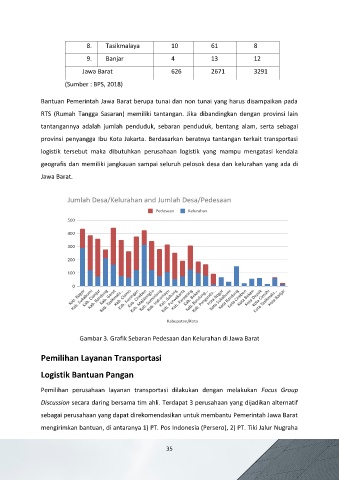 8. Tasikmalaya 10 61 8
9. Banjar 4 13 12
Jawa Barat 626 2671 3291
(Sumber : BPS, 2018)
Bantuan Pemerintah Jawa Barat berupa tunai dan non tunai yang harus disampaikan pada
RTS (Rumah Tangga Sasaran) memiliki tantangan. Jika dibandingkan dengan provinsi lain
tantangannya adalah jumlah penduduk, sebaran penduduk, bentang alam, serta sebagai
provinsi penyangga Ibu Kota Jakarta. Berdasarkan beratnya tantangan terkait transportasi
logistik tersebut maka dibutuhkan perusahaan logistik yang mampu mengatasi kendala
geografis dan memiliki jangkauan sampai seluruh pelosok desa dan kelurahan yang ada di
Jawa Barat.
Jumlah Desa/Kelurahan and Jumlah Desa/Pedesaan
Pedesaan Kelurahan
500
400
300
200
100
0
Kabupaten/Kota
Gambar 3. Grafik Sebaran Pedesaan dan Kelurahan di Jawa Barat
Pemilihan Layanan Transportasi
Logistik Bantuan Pangan
Pemilihan perusahaan layanan transportasi dilakukan dengan melakukan Focus Group
Discussion secara daring bersama tim ahli. Terdapat 3 perusahaan yang dijadikan alternatif
sebagai perusahaan yang dapat direkomendasikan untuk membantu Pemerintah Jawa Barat
mengirimkan bantuan, di antaranya 1) PT. Pos Indonesia (Persero), 2) PT. Tiki Jalur Nugraha
35